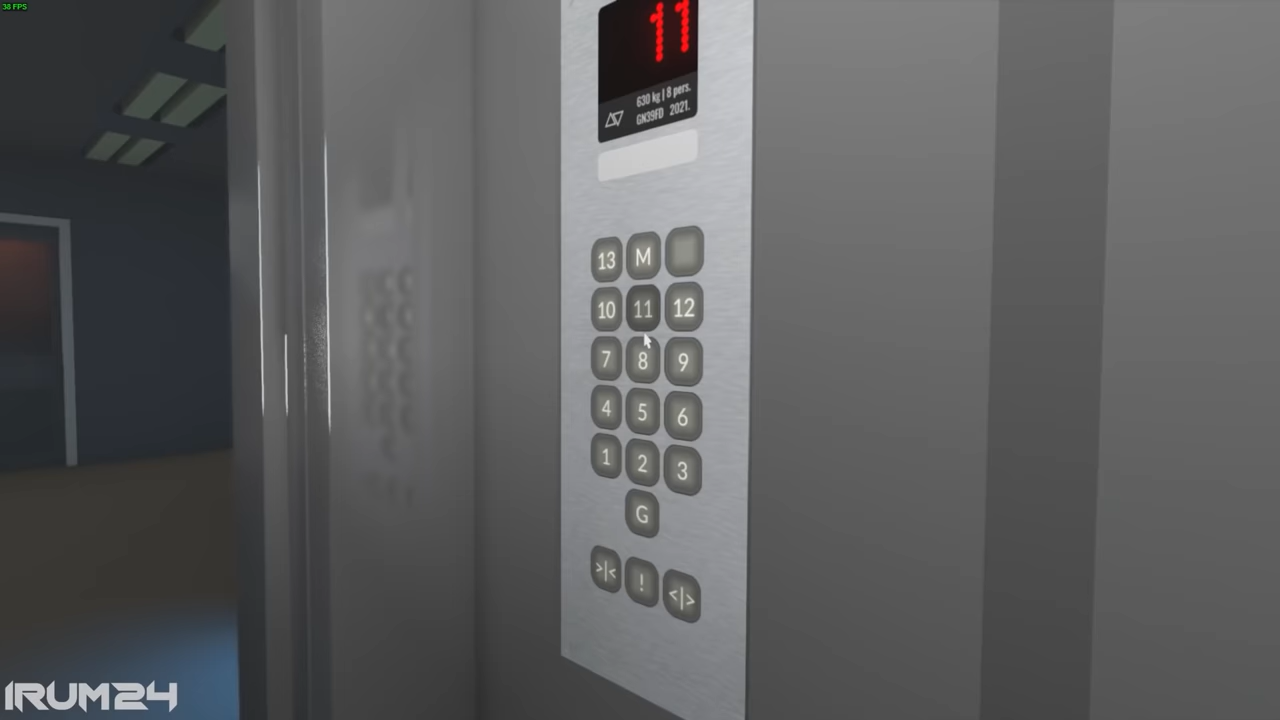 38 FPS
11
630 kg | 8 pers.
GN39FD 2021.
13 M
10 11 12
7 8 9
4 5 6
1 2 3
G
>|< ! <|>
IRUM24